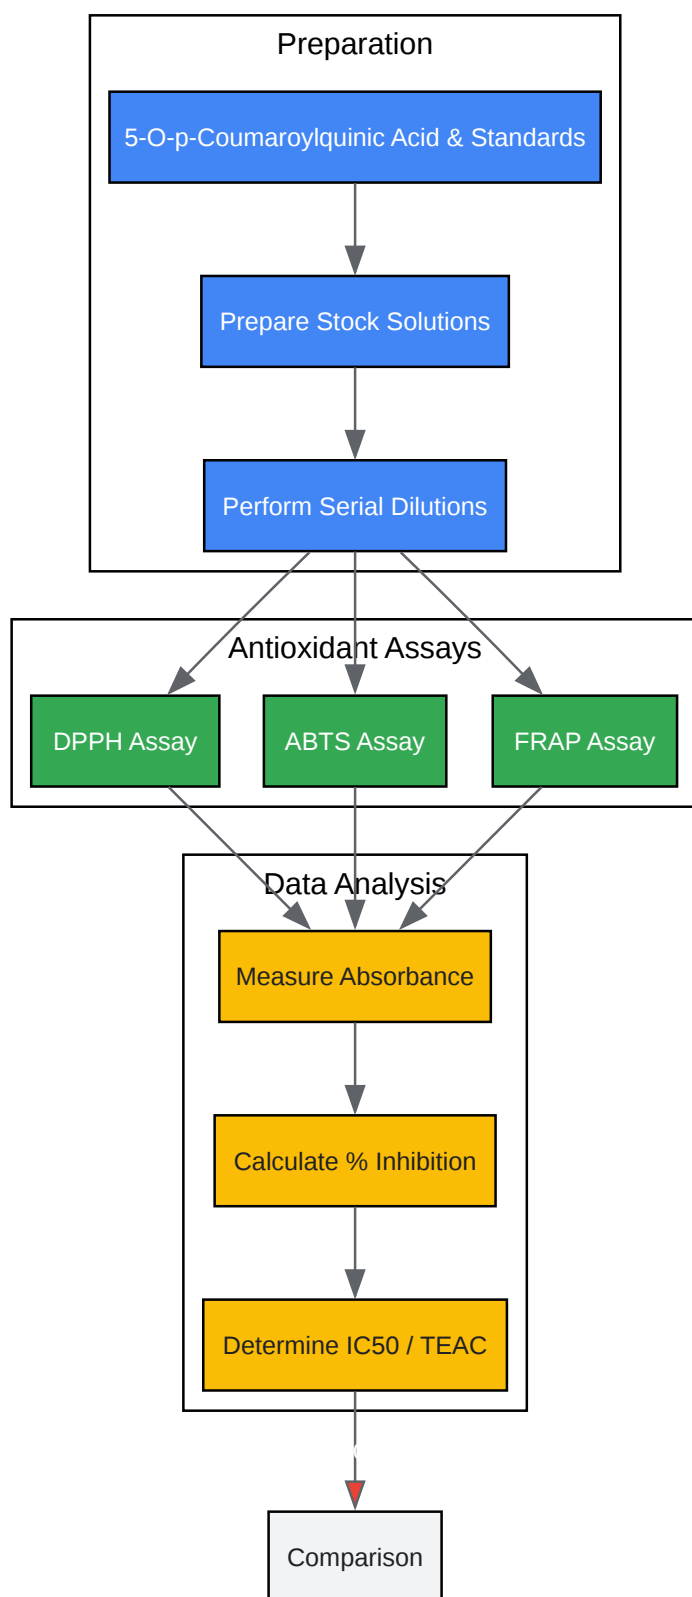 Preparation
5-O-p-Coumaroylquinic Acid & Standards
Prepare Stock Solutions
Perform Serial Dilutions
Antioxidant Assays
DPPH Assay
ABTS Assay
FRAP Assay
Data Analysis
Measure Absorbance
Calculate % Inhibition
Determine IC50 / TEAC
Comparison